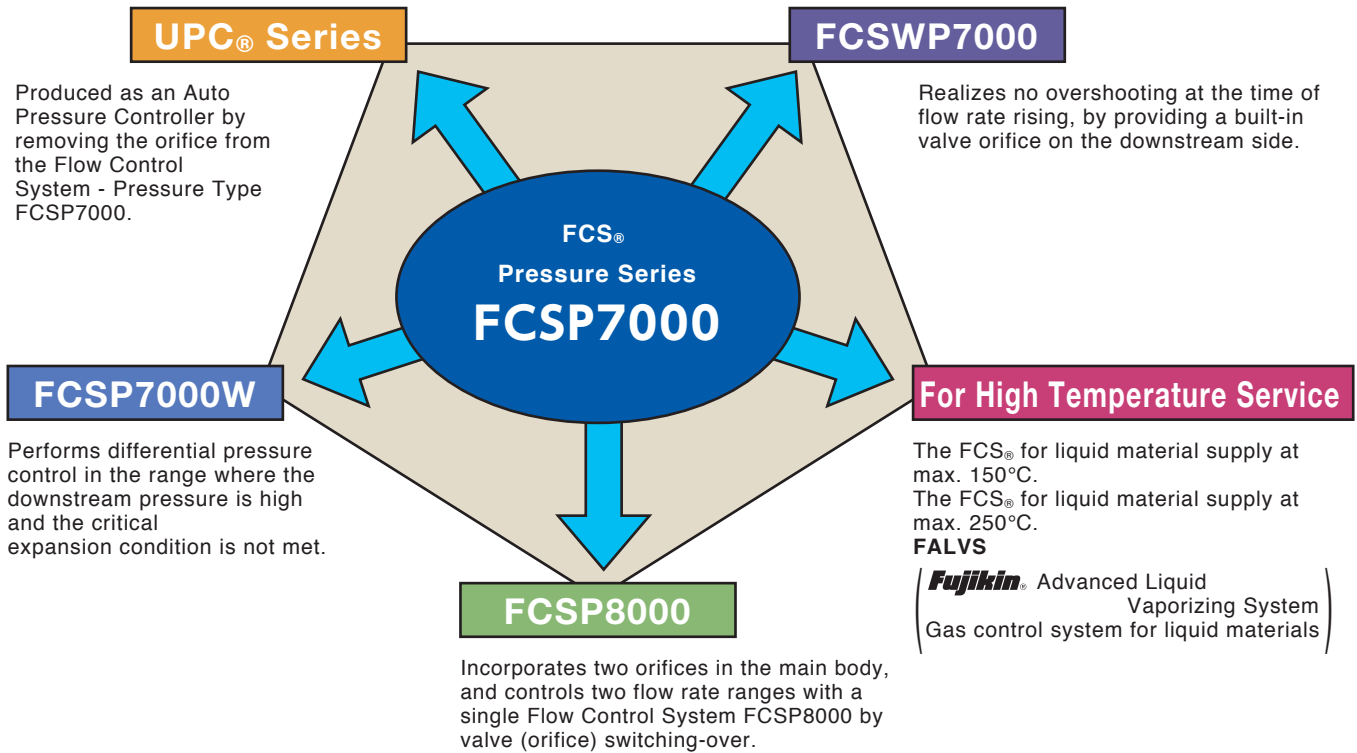 UPC® Series
Produced as an Auto
Pressure Controller by
removing the orifice from
the Flow Control
System - Pressure Type
FCSP7000.
FCSWP7000
Realizes no overshooting at the time of
flow rate rising, by providing a built-in
valve orifice on the downstream side.
FCS®
Pressure Series
FCSP7000
FCSP7000W
Performs differential pressure
control in the range where the
downstream pressure is high
and the critical
expansion condition is not met.
For High Temperature Service
The FCS® for liquid material supply at
max. 150°C.
The FCS® for liquid material supply at
max. 250°C.
FALVS
Fujikin® Advanced Liquid
Vaporizing System
Gas control system for liquid materials
FCSP8000
Incorporates two orifices in the main body,
and controls two flow rate ranges with a
single Flow Control System FCSP8000 by
valve (orifice) switching-over.